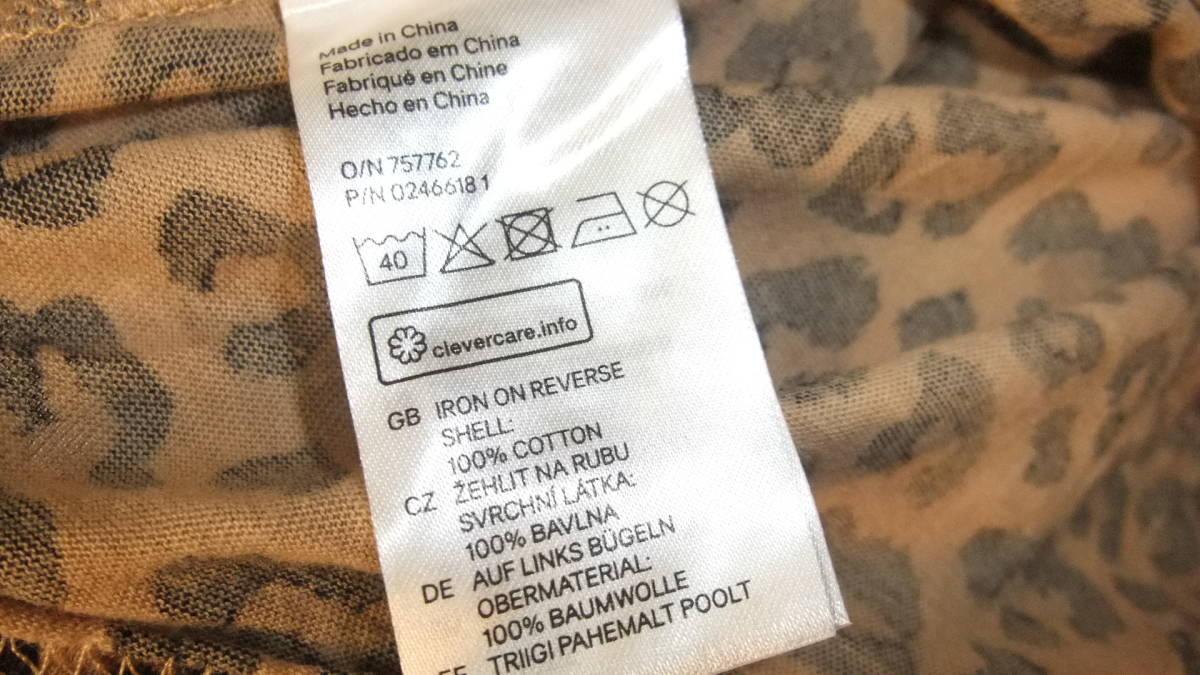 Made in China
Fabricado em China
Fabriqué en Chine
Hecho en China
O/N 757762
P/N 02466181
40
clevercare.info
GB IRON ON REVERSE
SHELL:
100% COTTON
CZ ŽEHLIT NA RUBU
SVRCHNÍ LÁTKA:
100% BAVLNA
DE AUF LINKS BÜGELN
OBERMATERIAL:
100% BAUMWOLLE
EE TRIIGI PAHEMALT POOLT